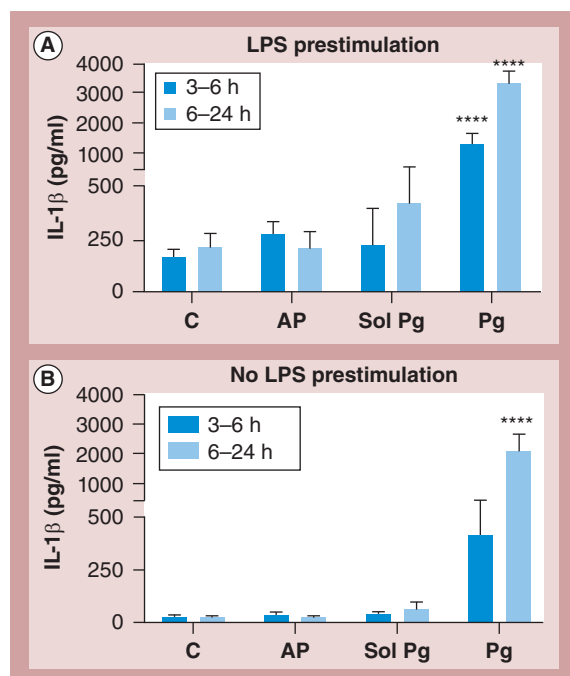 A
LPS prestimulation
IL-1β (pg/ml)
4000
3000
2000
1000
500
250
0
3–6 h
6–24 h
****
****
C
AP
Sol Pg
Pg
B
No LPS prestimulation
IL-1β (pg/ml)
4000
3000
2000
1000
500
250
0
3–6 h
6–24 h
****
C
AP
Sol Pg
Pg